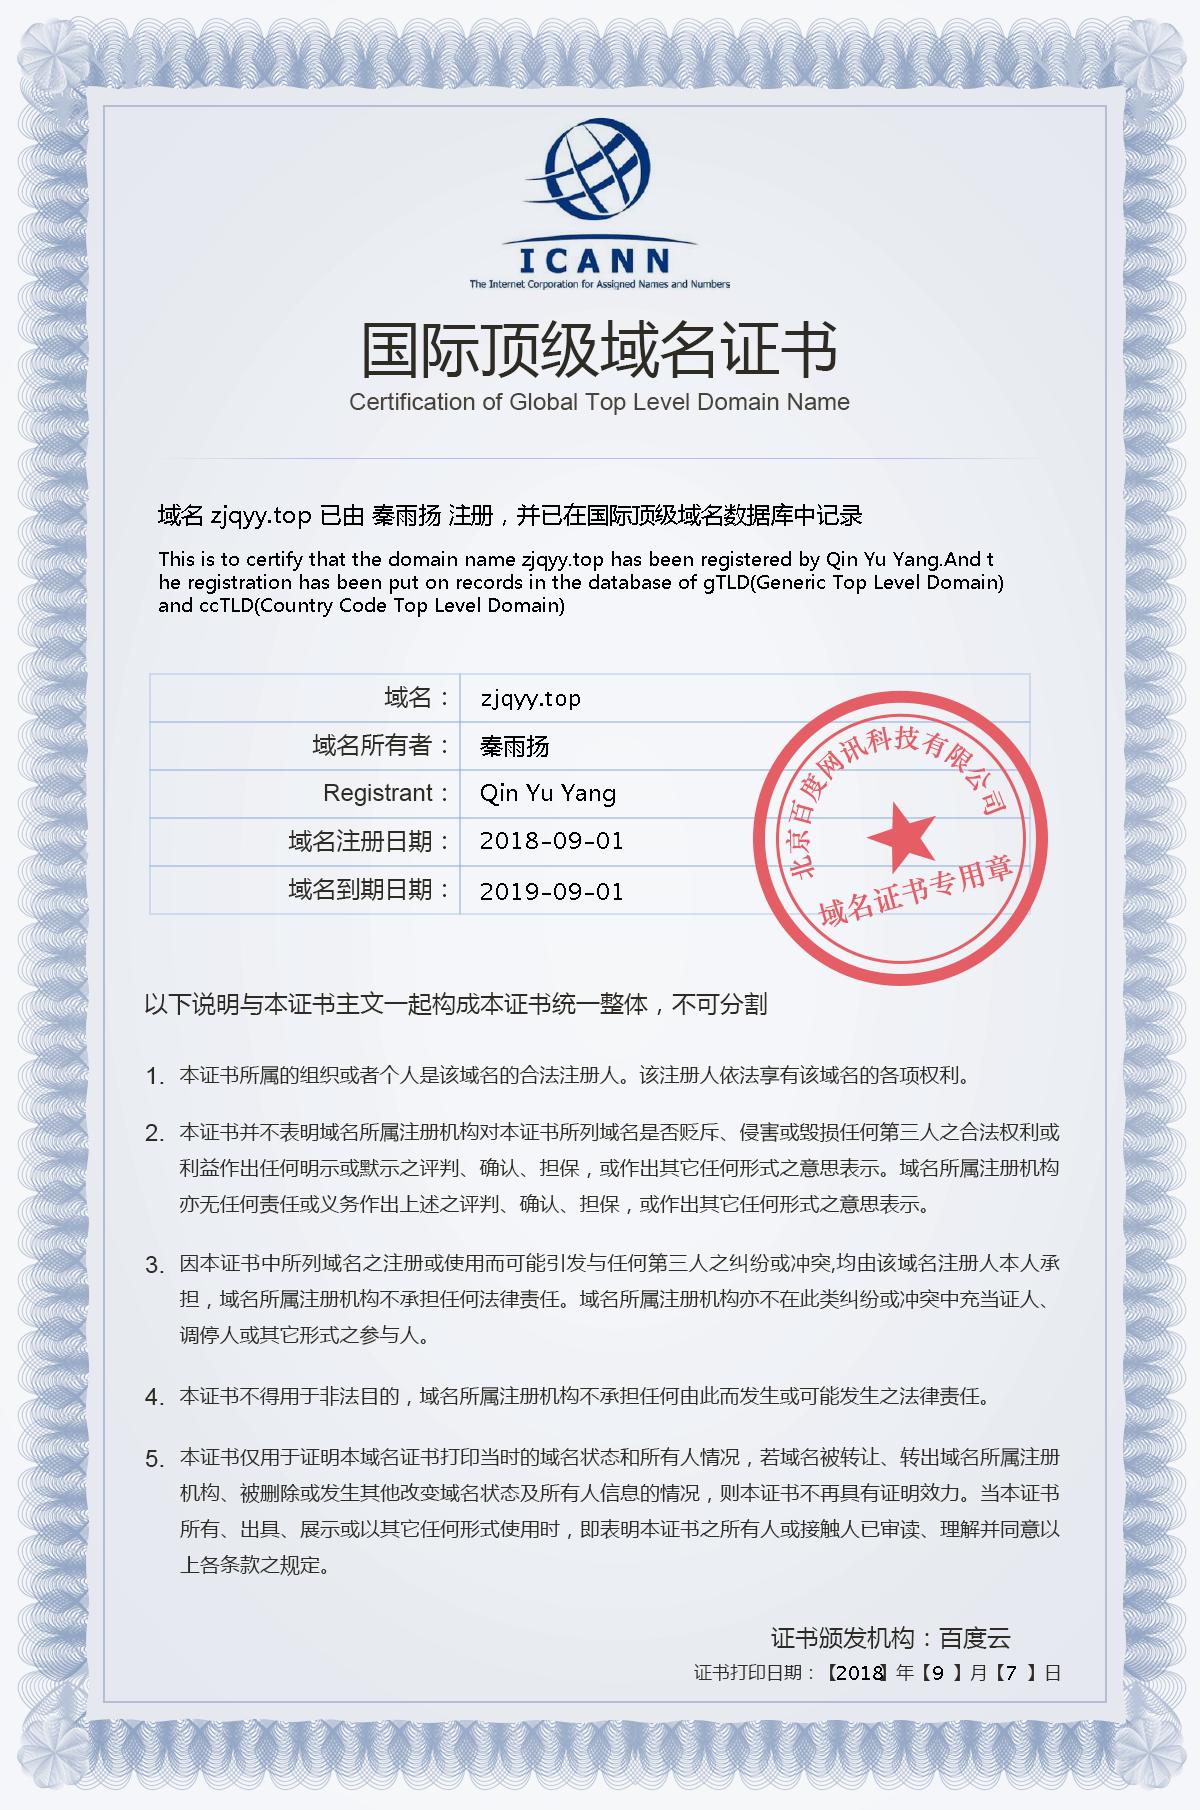 ICANN
The Internet Corporation for Assigned Names and Numbers
国际顶级域名证书
Certification of Global Top Level Domain Name
域名 zjqyy.top 已由 秦雨扬 注册，并已在国际顶级域名数据库中记录
This is to certify that the domain name zjqyy.top has been registered by Qin Yu Yang.And t
he registration has been put on records in the database of gTLD(Generic Top Level Domain)
and ccTLD(Country Code Top Level Domain)
域名： zjqyy.top
域名所有者： 秦雨扬
Registrant： Qin Yu Yang
域名注册日期： 2018-09-01
域名到期日期： 2019-09-01
北京百度网讯科技有限公司
域名证书专用章
以下说明与本证书主文一起构成本证书统一整体，不可分割
1. 本证书所属的组织或者个人是该域名的合法注册人。该注册人依法享有该域名的各项权利。
2. 本证书并不表明域名所属注册机构对本证书所列域名是否贬斥、侵害或毁损任何第三人之合法权利或
利益作出任何明示或默示之评判、确认、担保，或作出其它任何形式之意思表示。域名所属注册机构
亦无任何责任或义务作出上述之评判、确认、担保，或作出其它任何形式之意思表示。
3. 因本证书中所列域名之注册或使用而可能引发与任何第三人之纠纷或冲突,均由该域名注册人本人承
担，域名所属注册机构不承担任何法律责任。域名所属注册机构亦不在此类纠纷或冲突中充当证人、
调停人或其它形式之参与人。
4. 本证书不得用于非法目的，域名所属注册机构不承担任何由此而发生或可能发生之法律责任。
5. 本证书仅用于证明本域名证书打印当时的域名状态和所有人情况，若域名被转让、转出域名所属注册
机构、被删除或发生其他改变域名状态及所有人信息的情况，则本证书不再具有证明效力。当本证书
所有、出具、展示或以其它任何形式使用时，即表明本证书之所有人或接触人已审读、理解并同意以
上各条款之规定。
证书颁发机构：百度云
证书打印日期：【2018】年【9 】月【7 】日